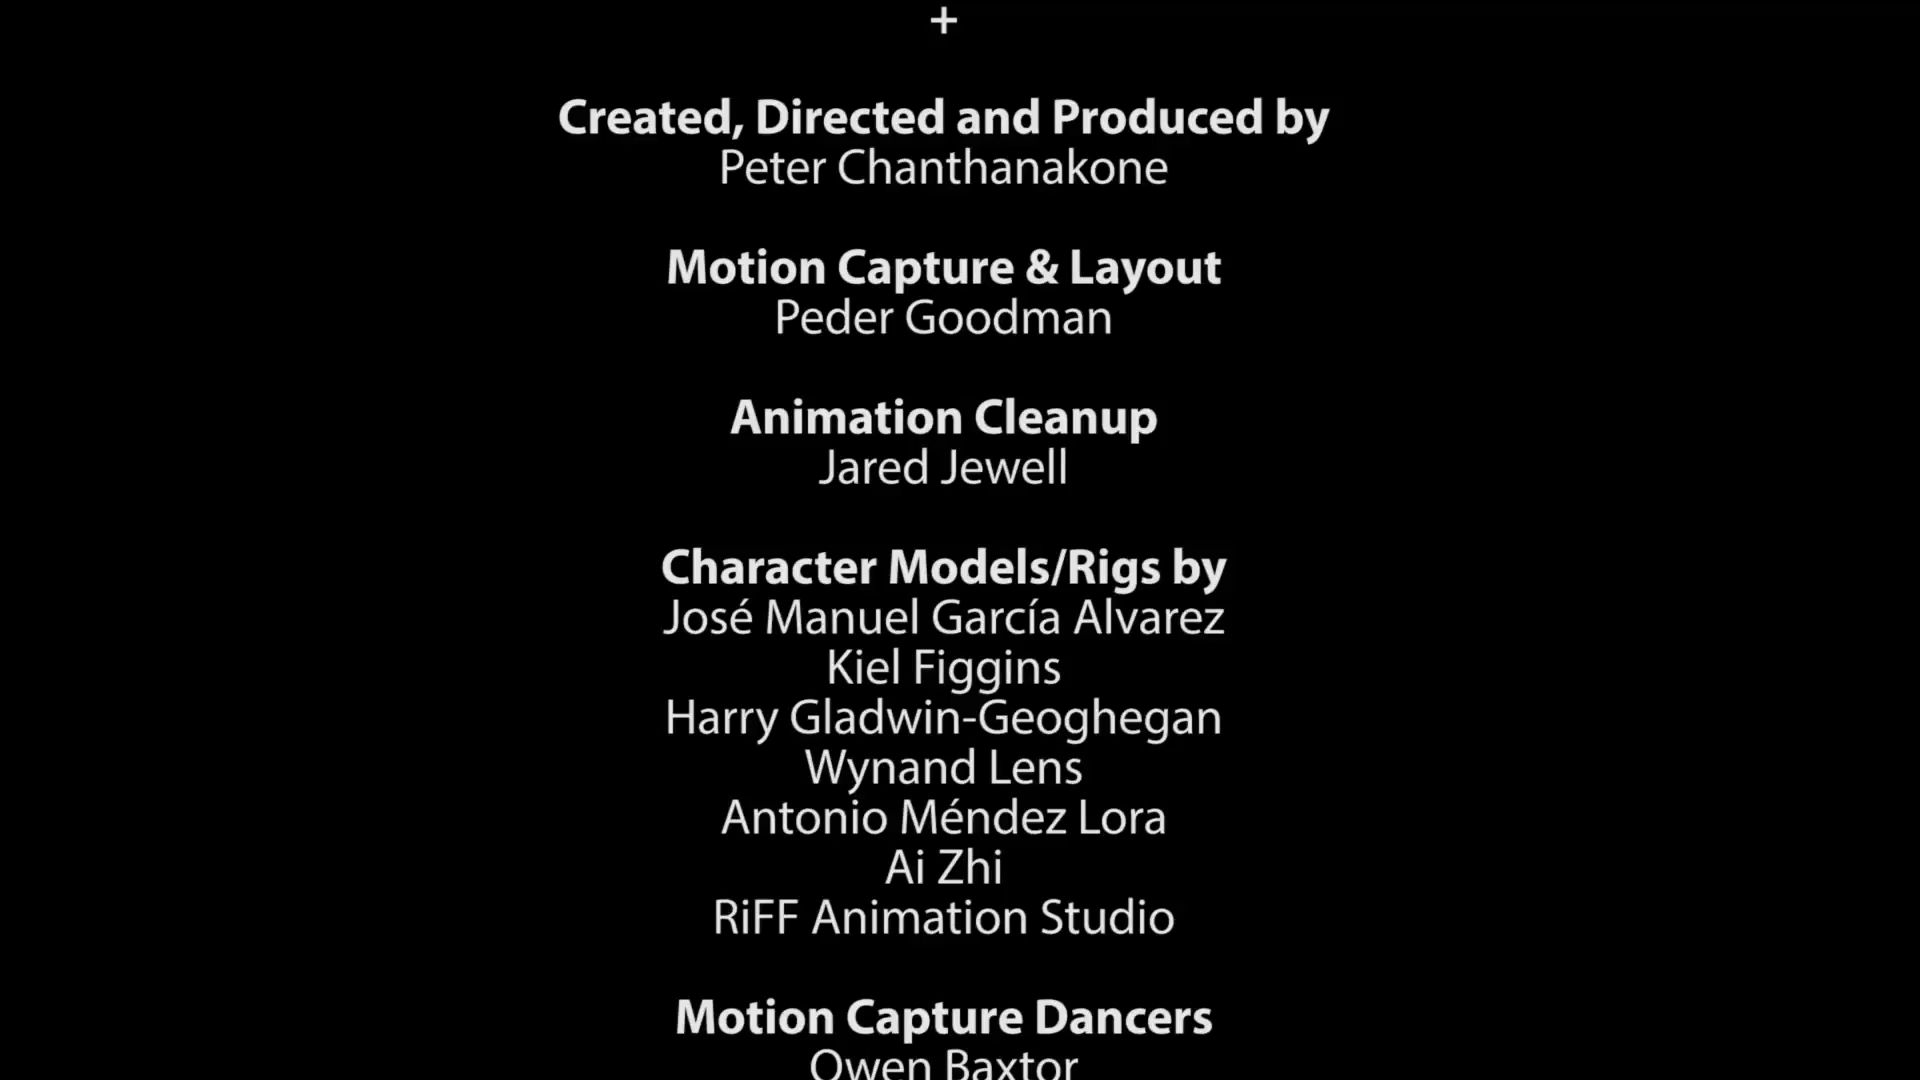 +
Created, Directed and Produced by
Peter Chanthanakone
Motion Capture & Layout
Peder Goodman
Animation Cleanup
Jared Jewell
Character Models/Rigs by
José Manuel García Alvarez
Kiel Figgins
Harry Gladwin-Geoghegan
Wynand Lens
Antonio Méndez Lora
Ai Zhi
RiFF Animation Studio
Motion Capture Dancers
Owen Baxtor